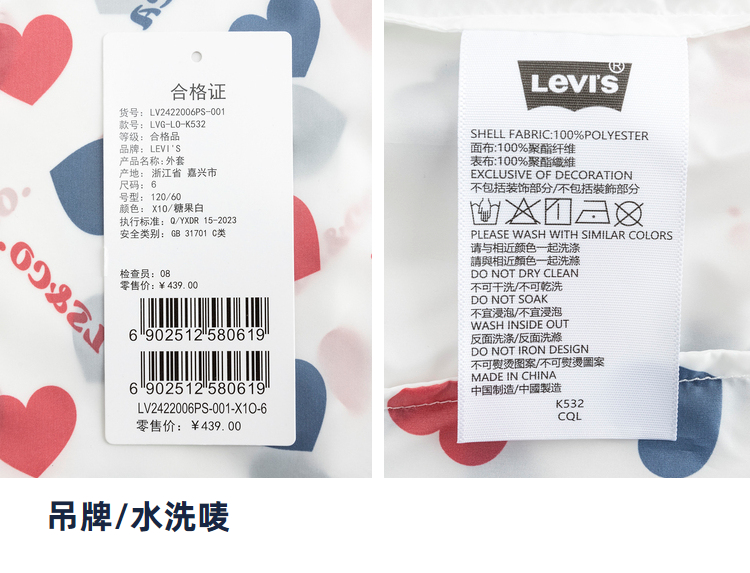 合格证
货号：LV2422006PS-001
款号：LVG-LO-K532
等级：合格品
品牌：LEVI'S
产品名称:外套
产地：浙江省 嘉兴市
尺码：6
号型：120/60
颜色：X10/糖果白
执行标准：Q/YXDR 15-2023
安全类别：GB 31701 C类
检查员：08
零售价：￥439.00
6 902512 580619
6 902512 580619
LV2422006PS-001-X1O-6
零售价：￥439.00
LEVI'S®
SHELL FABRIC:100%POLYESTER
面布:100%聚酯纤维
表布:100%聚酯纖維
EXCLUSIVE OF DECORATION
不包括装饰部分/不包括裝飾部分
PLEASE WASH WITH SIMILAR COLORS
请与相近颜色一起洗涤
請與相近顏色一起洗滌
DO NOT DRY CLEAN
不可干洗/不可乾洗
DO NOT SOAK
不宜浸泡/不宜浸泡
WASH INSIDE OUT
反面洗涤/反面洗滌
DO NOT IRON DESIGN
不可熨烫图案/不可熨燙圖案
MADE IN CHINA
中国制造/中國製造
K532
CQL
吊牌/水洗唛